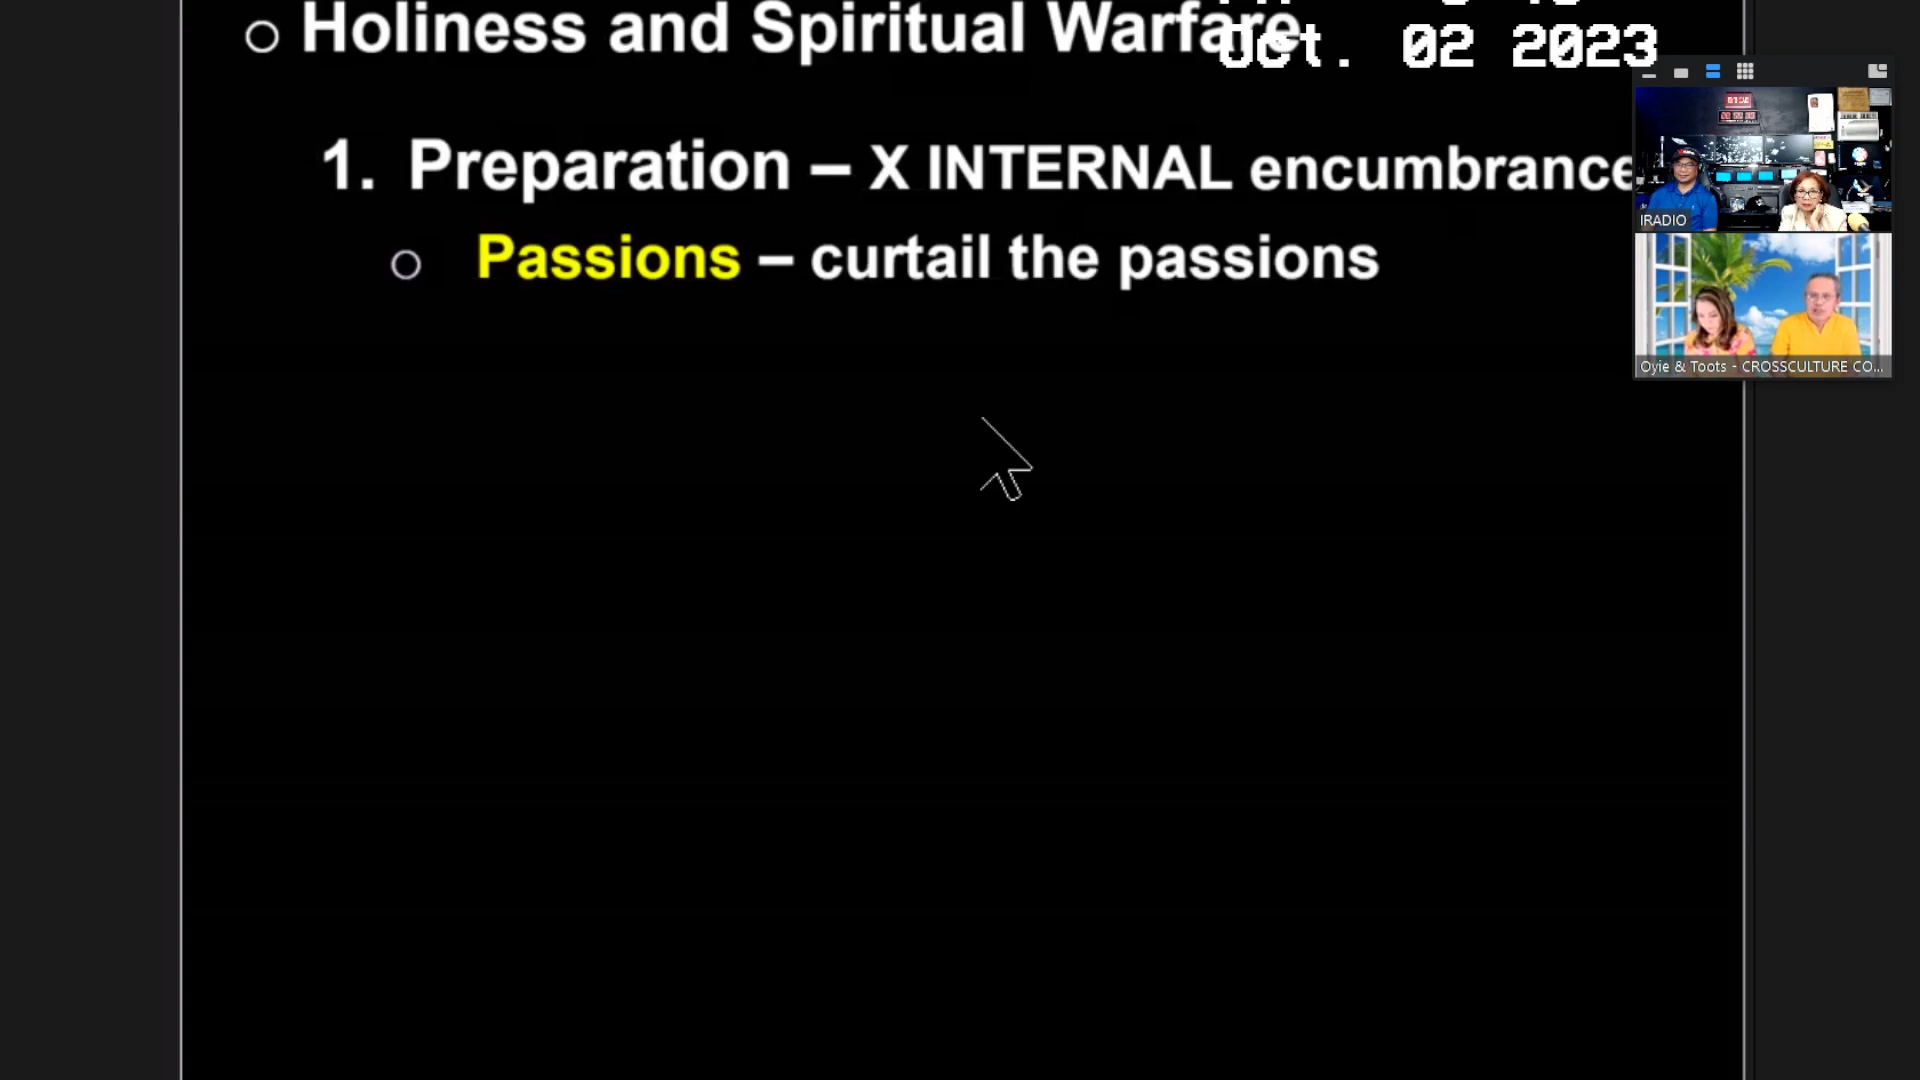 ○ Holiness and Spiritual Warfare
Oct. 02 2023
1. Preparation – X INTERNAL encumbrance
○ Passions – curtail the passions
IRADIO
Oyie & Toots - CROSSCULTURE CO...